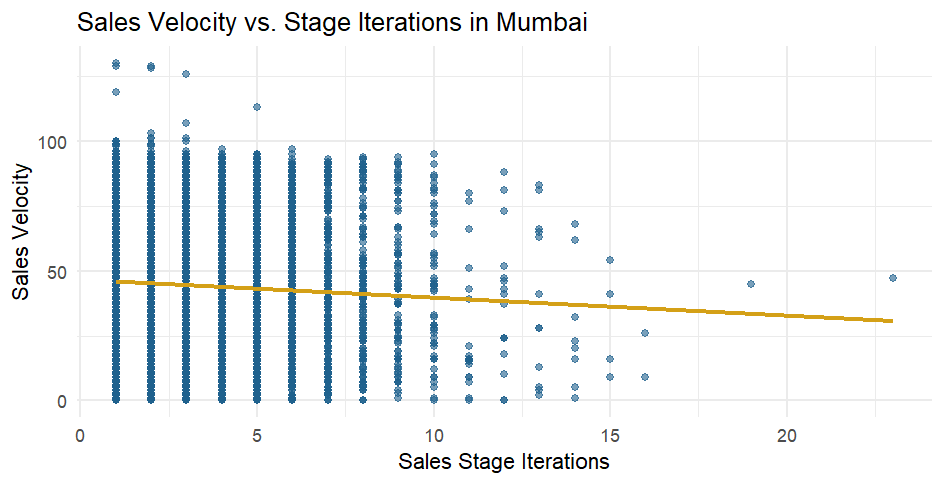 Sales Velocity vs. Stage Iterations in Mumbai
Sales Velocity
100
50
0
0 5 10 15 20
Sales Stage Iterations